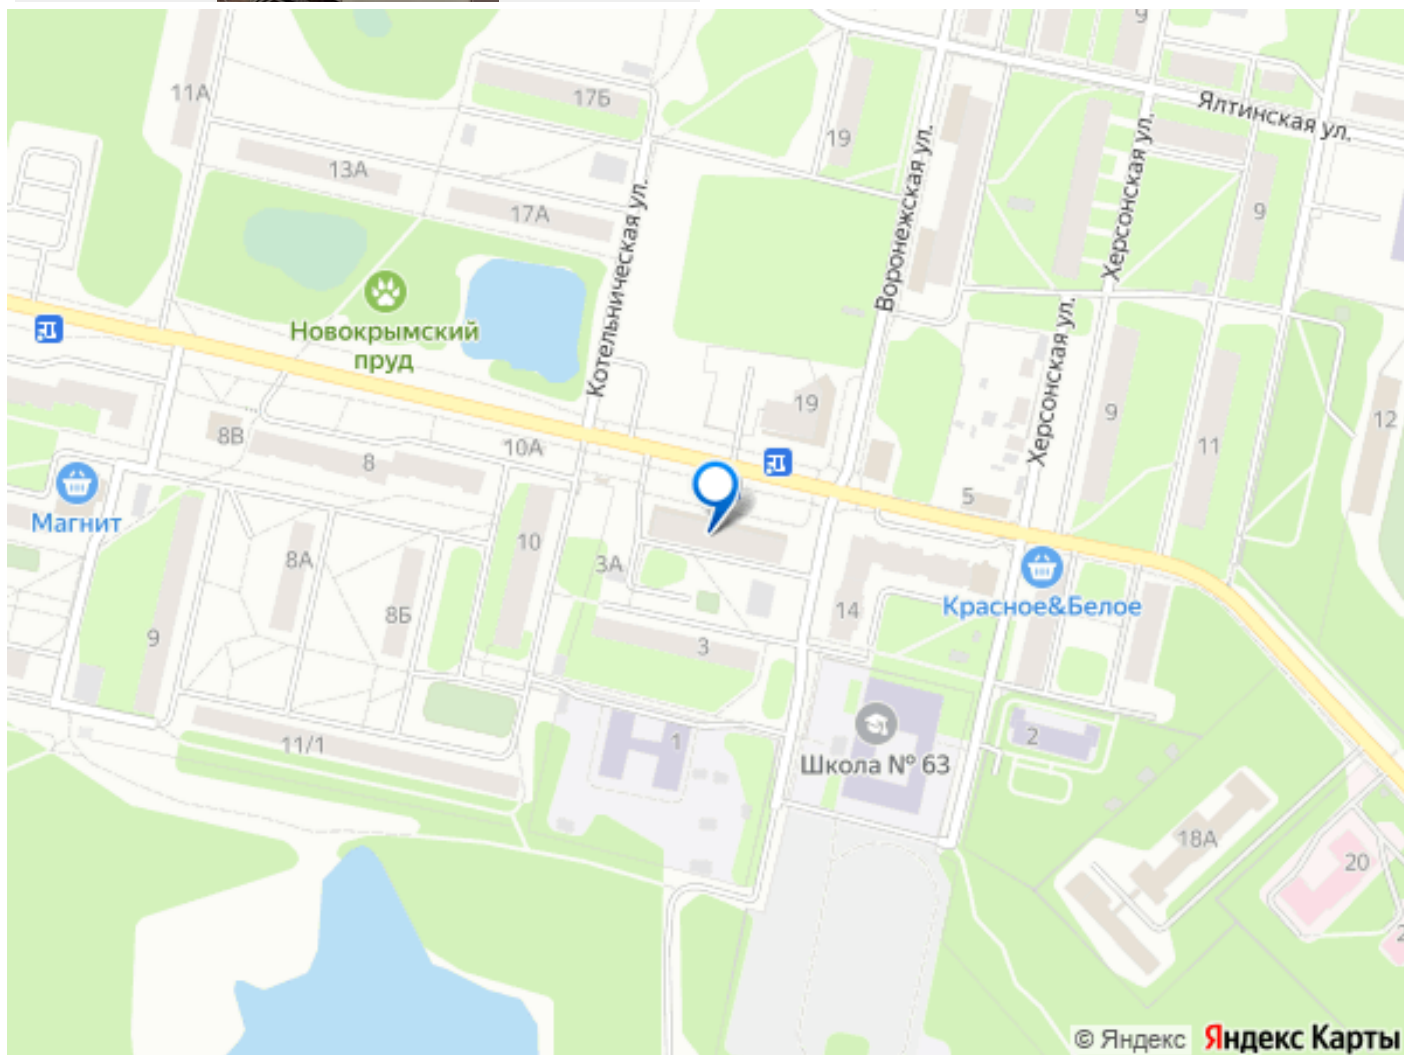 9
11А
17Б
Ялтинская ул.
19
Воронежская ул.
Херсонская ул.
13А
17А
9
Котельническая ул.
Новокрымский
пруд
Херсонская ул.
19
9
12
8В
10А
8
11
Магнит
5
10
8А
3А
Красное&Белое
8Б
14
9
3
11/1
1
2
Школа № 63
18А
20
2
© Яндекс Яндекс Карты